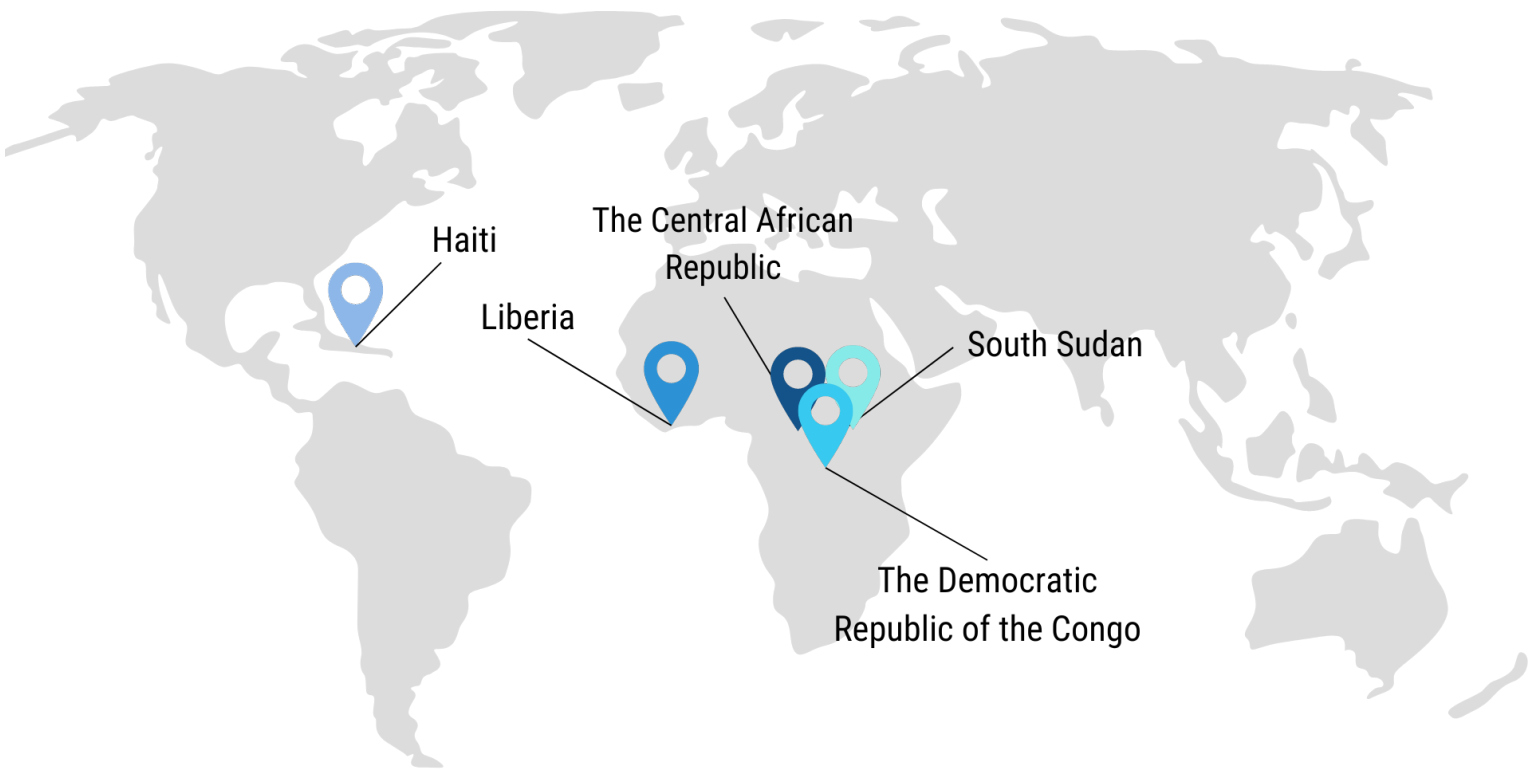 The Central African
Republic
Haiti
Liberia
South Sudan
The Democratic
Republic of the Congo